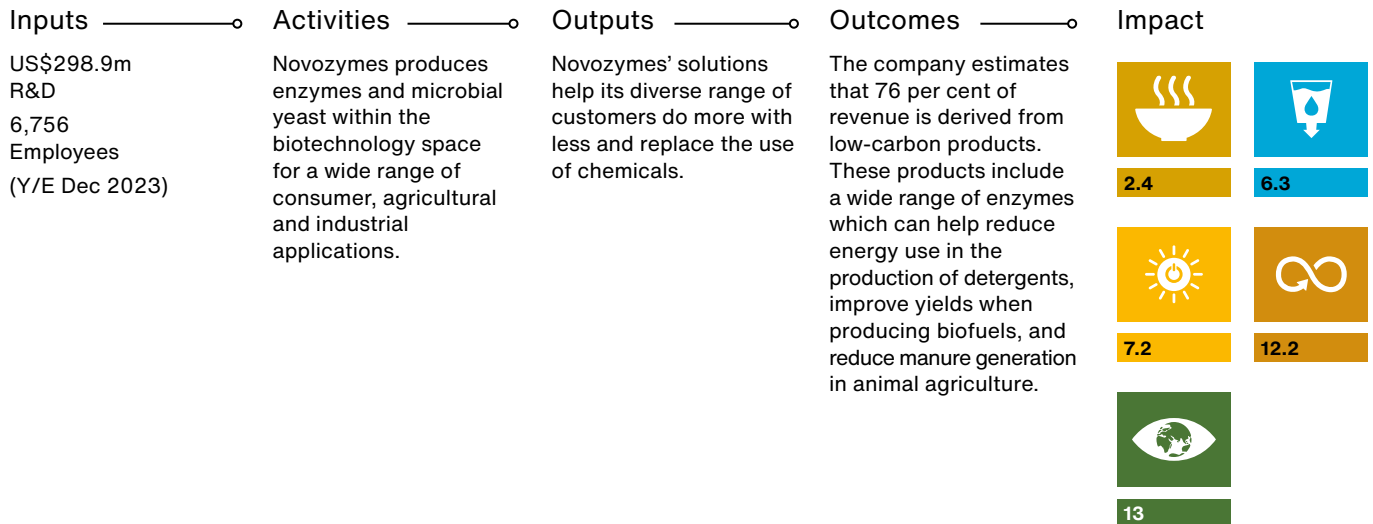 Inputs
US$298.9m
R&D
6,756
Employees
(Y/E Dec 2023)
Activities
Novozymes produces
enzymes and microbial
yeast within the
biotechnology space
for a wide range of
consumer, agricultural
and industrial
applications.
Outputs
Novozymes’ solutions
help its diverse range of
customers do more with
less and replace the use
of chemicals.
Outcomes
The company estimates
that 76 per cent of
revenue is derived from
low-carbon products.
These products include
a wide range of enzymes
which can help reduce
energy use in the
production of detergents,
improve yields when
producing biofuels, and
reduce manure generation
in animal agriculture.
Impact
2.4
6.3
7.2
12.2
13